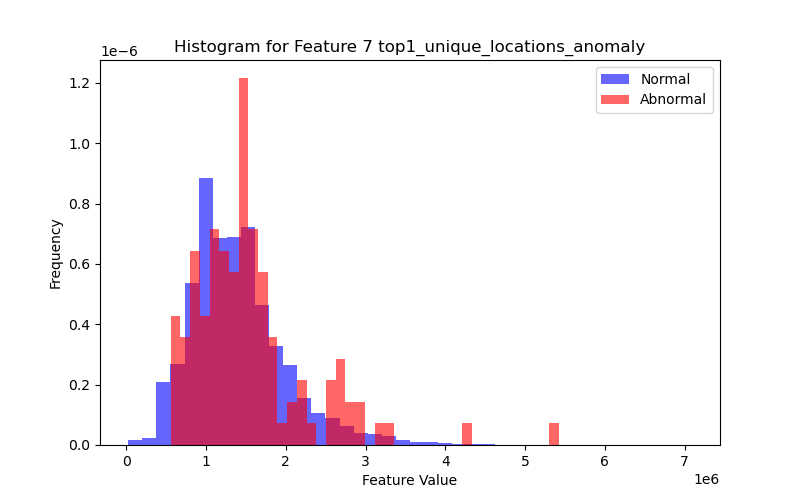 Histogram for Feature 7 top1_unique_locations_anomaly
1e−6
Normal
Abnormal
1.2
1.0
0.8
0.6
0.4
0.2
0.0
Frequency
0 1 2 3 4 5 6 7
1e6
Feature Value